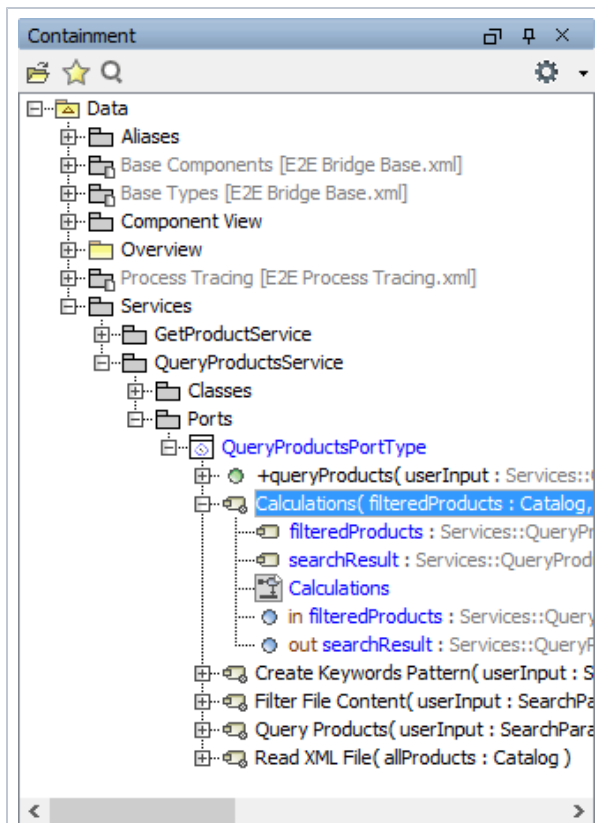 Containment
Data
Aliases
Base Components [E2E Bridge Base.xml]
Base Types [E2E Bridge Base.xml]
Component View
Overview
Process Tracing [E2E Process Tracing.xml]
Services
GetProductService
QueryProductsService
Classes
Ports
QueryProductsPortType
+queryProducts( userInput : Services::
Calculations( filteredProducts : Catalog,
filteredProducts : Services::QueryPr
searchResult : Services::QueryProd
Calculations
in filteredProducts : Services::Query
out searchResult : Services::QueryP
Create Keywords Pattern( userInput : S
Filter File Content( userInput : SearchPa
Query Products( userInput : SearchPara
Read XML File( allProducts : Catalog )